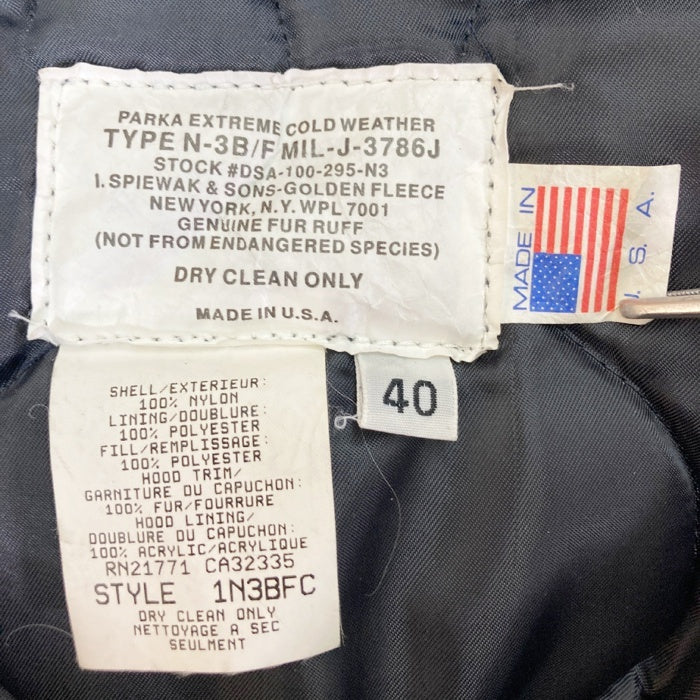 PARKA EXTREME COLD WEATHER
TYPE N-3B/F MIL-J-3786J
STOCK #DSA-100-295-N3
I. SPIEWAK & SONS-GOLDEN FLEECE
NEW YORK, N.Y. WPL 7001
GENUINE FUR RUFF
(NOT FROM ENDANGERED SPECIES)
DRY CLEAN ONLY
MADE IN U.S.A.
MADE IN
U. S. A.
40
SHELL/EXTERIEUR:
100% NYLON
LINING/DOUBLURE:
100% POLYESTER
FILL/REMPLISSAGE:
100% POLYESTER
HOOD TRIM/
GARNITURE DU CAPUCHON:
100% FUR/FOURRURE
HOOD LINING/
DOUBLURE DU CAPUCHON:
100% ACRYLIC/ACRYLIQUE
RN21771 CA32335
STYLE 1N3BFC
DRY CLEAN ONLY
NETTOYAGE A SEC
SEULMENT